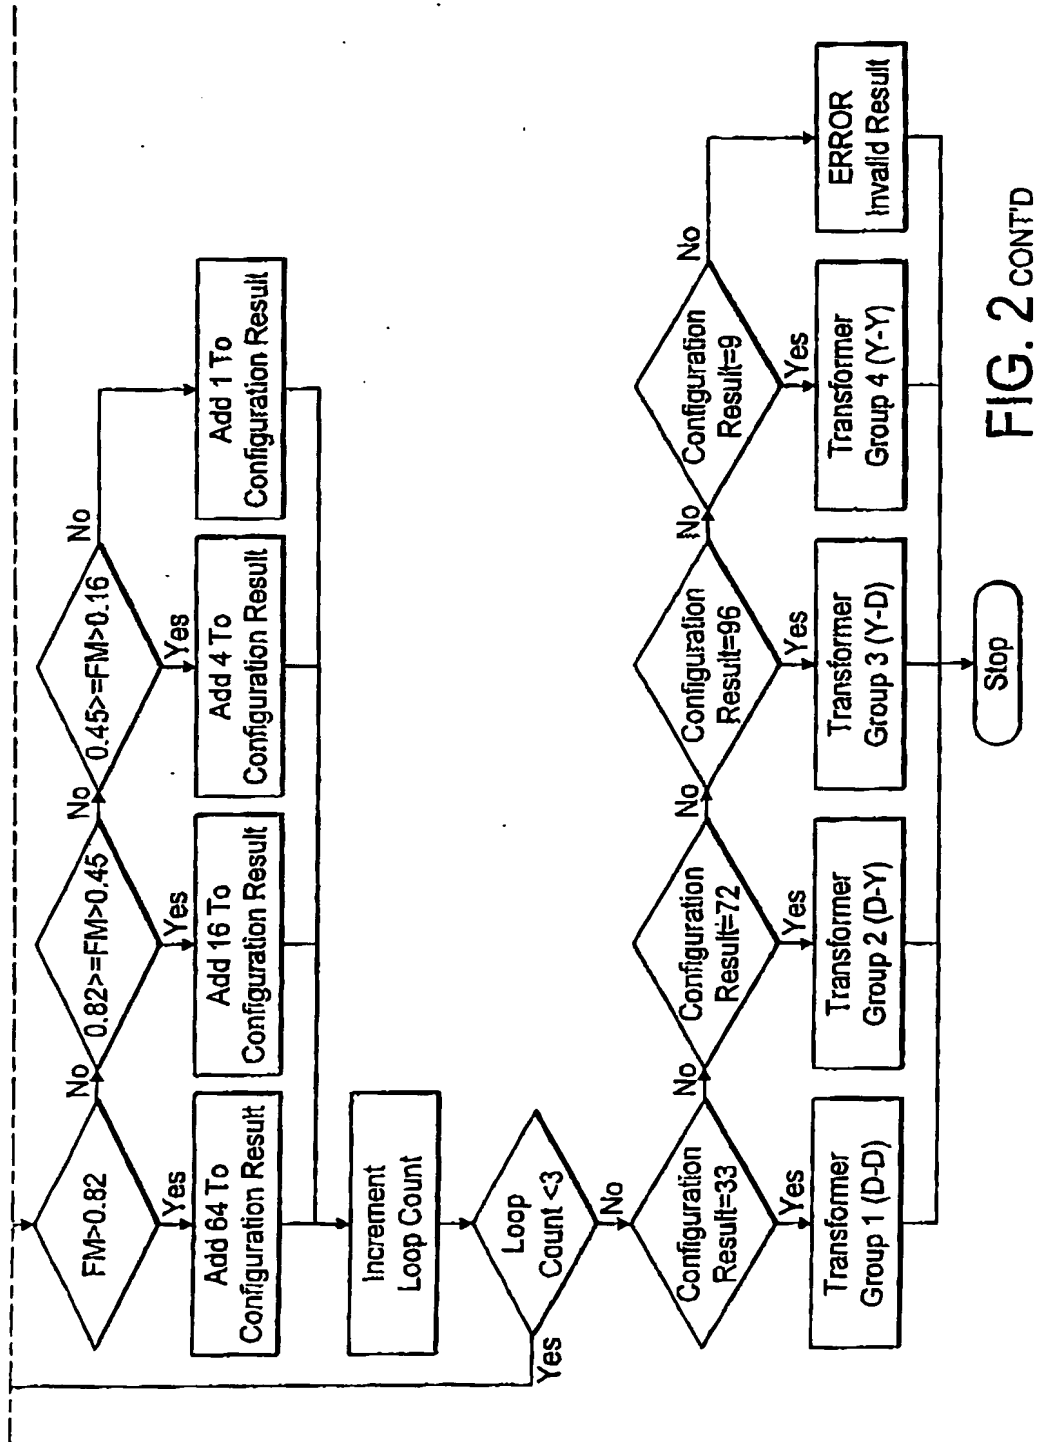 FM>0.82
No
0.82>=FM>0.45
No
0.45>=FM>0.16
No
Yes
Yes
Yes
Add 64 To
Configuration Result
Add 16 To
Configuration Result
Add 4 To
Configuration Result
Add 1 To
Configuration Result
Increment
Loop Count
Loop
Count <3
Yes
No
Configuration
Result=33
No
Configuration
Result=72
No
Configuration
Result=96
No
Configuration
Result=9
No
Yes
Yes
Yes
Yes
Transformer
Group 1 (D-D)
Transformer
Group 2 (D-Y)
Transformer
Group 3 (Y-D)
Transformer
Group 4 (Y-Y)
ERROR
Invalid Result
Stop
FIG. 2 CONT'D